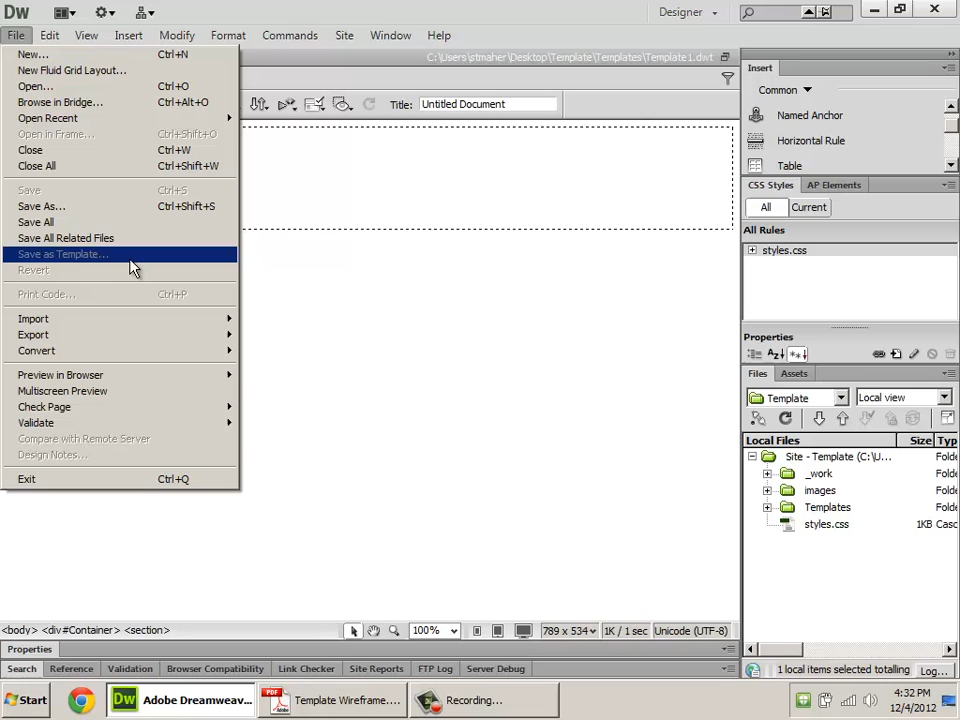 Dw
Designer
File Edit View Insert Modify Format Commands Site Window Help
New... Ctrl+N
New Fluid Grid Layout...
Open... Ctrl+O
Browse in Bridge... Ctrl+Alt+O
Open Recent
Open in Frame... Ctrl+Shift+O
Close Ctrl+W
Close All Ctrl+Shift+W
Save Ctrl+S
Save As... Ctrl+Shift+S
Save All
Save All Related Files
Save as Template...
Revert
Print Code... Ctrl+P
Import
Export
Convert
Preview in Browser
Multiscreen Preview
Check Page
Validate
Compare with Remote Server
Design Notes...
Exit Ctrl+Q
C:\Users\stmaher\Desktop\Template\Templates\Template1.dwt
Title: Untitled Document
Insert
Common
Named Anchor
Horizontal Rule
Table
CSS Styles AP Elements
All Current
All Rules
styles.css
Properties
Files Assets
Template Local view
Local Files Size Typ
Site - Template (C:\U... Folde
_work Folde
images Folde
Templates Folde
styles.css 1KB Casc
<body> <div#Container> <section> 100% 789 x 534 1K / 1 sec Unicode (UTF-8)
Properties
Search Reference Validation Browser Compatibility Link Checker Site Reports FTP Log Server Debug
1 local items selected totalling Log...
Start Dw Adobe Dreamweav... PDF Template Wireframe.... Recording... 4:32 PM
12/4/2012